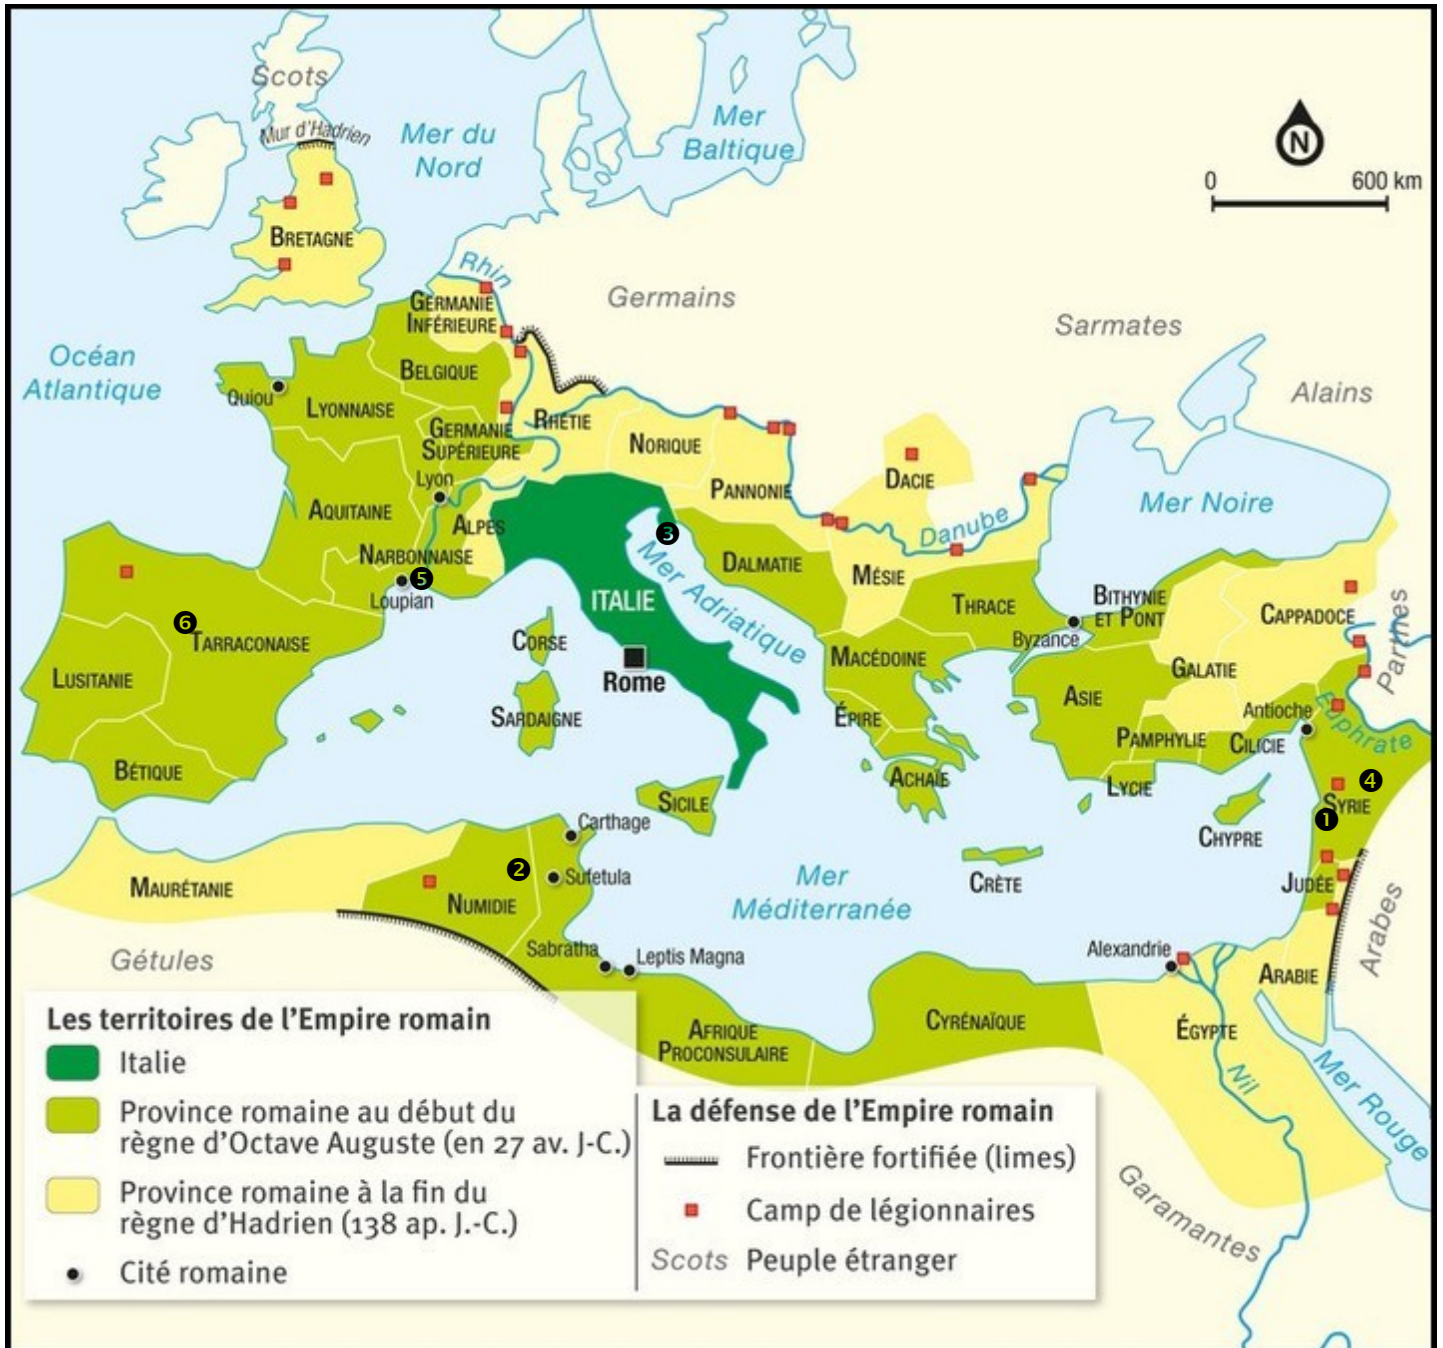 Scots
Mur d'Hadrien
Mer du
Nord
Mer
Baltique
N
0 600 km
BRETAGNE
Rhin
Germains
GERMANIE
INFÉRIEURE
Sarmates
Océan
Atlantique
BELGIQUE
Alains
Quiou
LYONNAISE
RHÉTIE
GERMANIE
SUPÉRIEURE
NORIQUE
Lyon
PANNONIE
DACIE
Mer Noire
AQUITAINE
ALPES
Danube
3
NARBONNAISE
Mer Adriatique
DALMATIE
MÉSIE
5
Loupian
ITALIE
THRACE
BITHYNIE
ET PONT
CAPPADOCE
Parthes
6
TARRACONAISE
CORSE
Byzance
MACÉDOINE
GALATIE
LUSITANIE
Rome
ASIE
SARDAIGNE
ÉPIRE
Antioche
Euphrate
PAMPHYLIE
CILICIE
BÉTIQUE
ACHAÏE
LYCIE
4
SICILE
SYRIE
1
Carthage
CHYPRE
2
Sufetula
Mer
Méditerranée
CRÈTE
JUDÉE
MAURÉTANIE
NUMIDIE
Arabes
Gétules
Sabratha
Leptis Magna
Alexandrie
ARABIE
AFRIQUE
PROCONSULAIRE
CYRÉNAÏQUE
ÉGYPTE
Nil
Mer Rouge
Garamantes
Les territoires de l'Empire romain
Italie
Province romaine au début du
règne d'Octave Auguste (en 27 av. J-C.)
Province romaine à la fin du
règne d'Hadrien (138 ap. J.-C.)
Cité romaine
La défense de l'Empire romain
Frontière fortifiée (limes)
Camp de légionnaires
Scots Peuple étranger